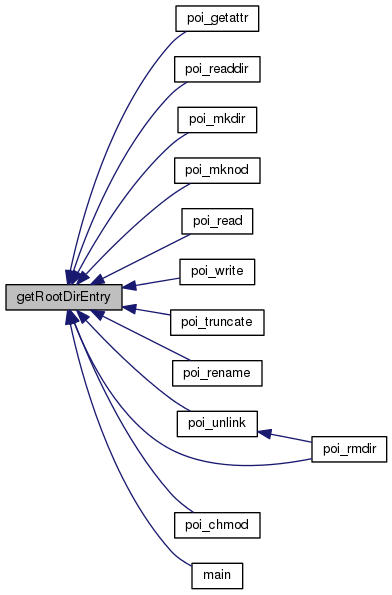 poi_getattr
poi_readdir
poi_mkdir
poi_mknod
poi_read
poi_write
getRootDirEntry
poi_truncate
poi_rename
poi_unlink
poi_rmdir
poi_chmod
main